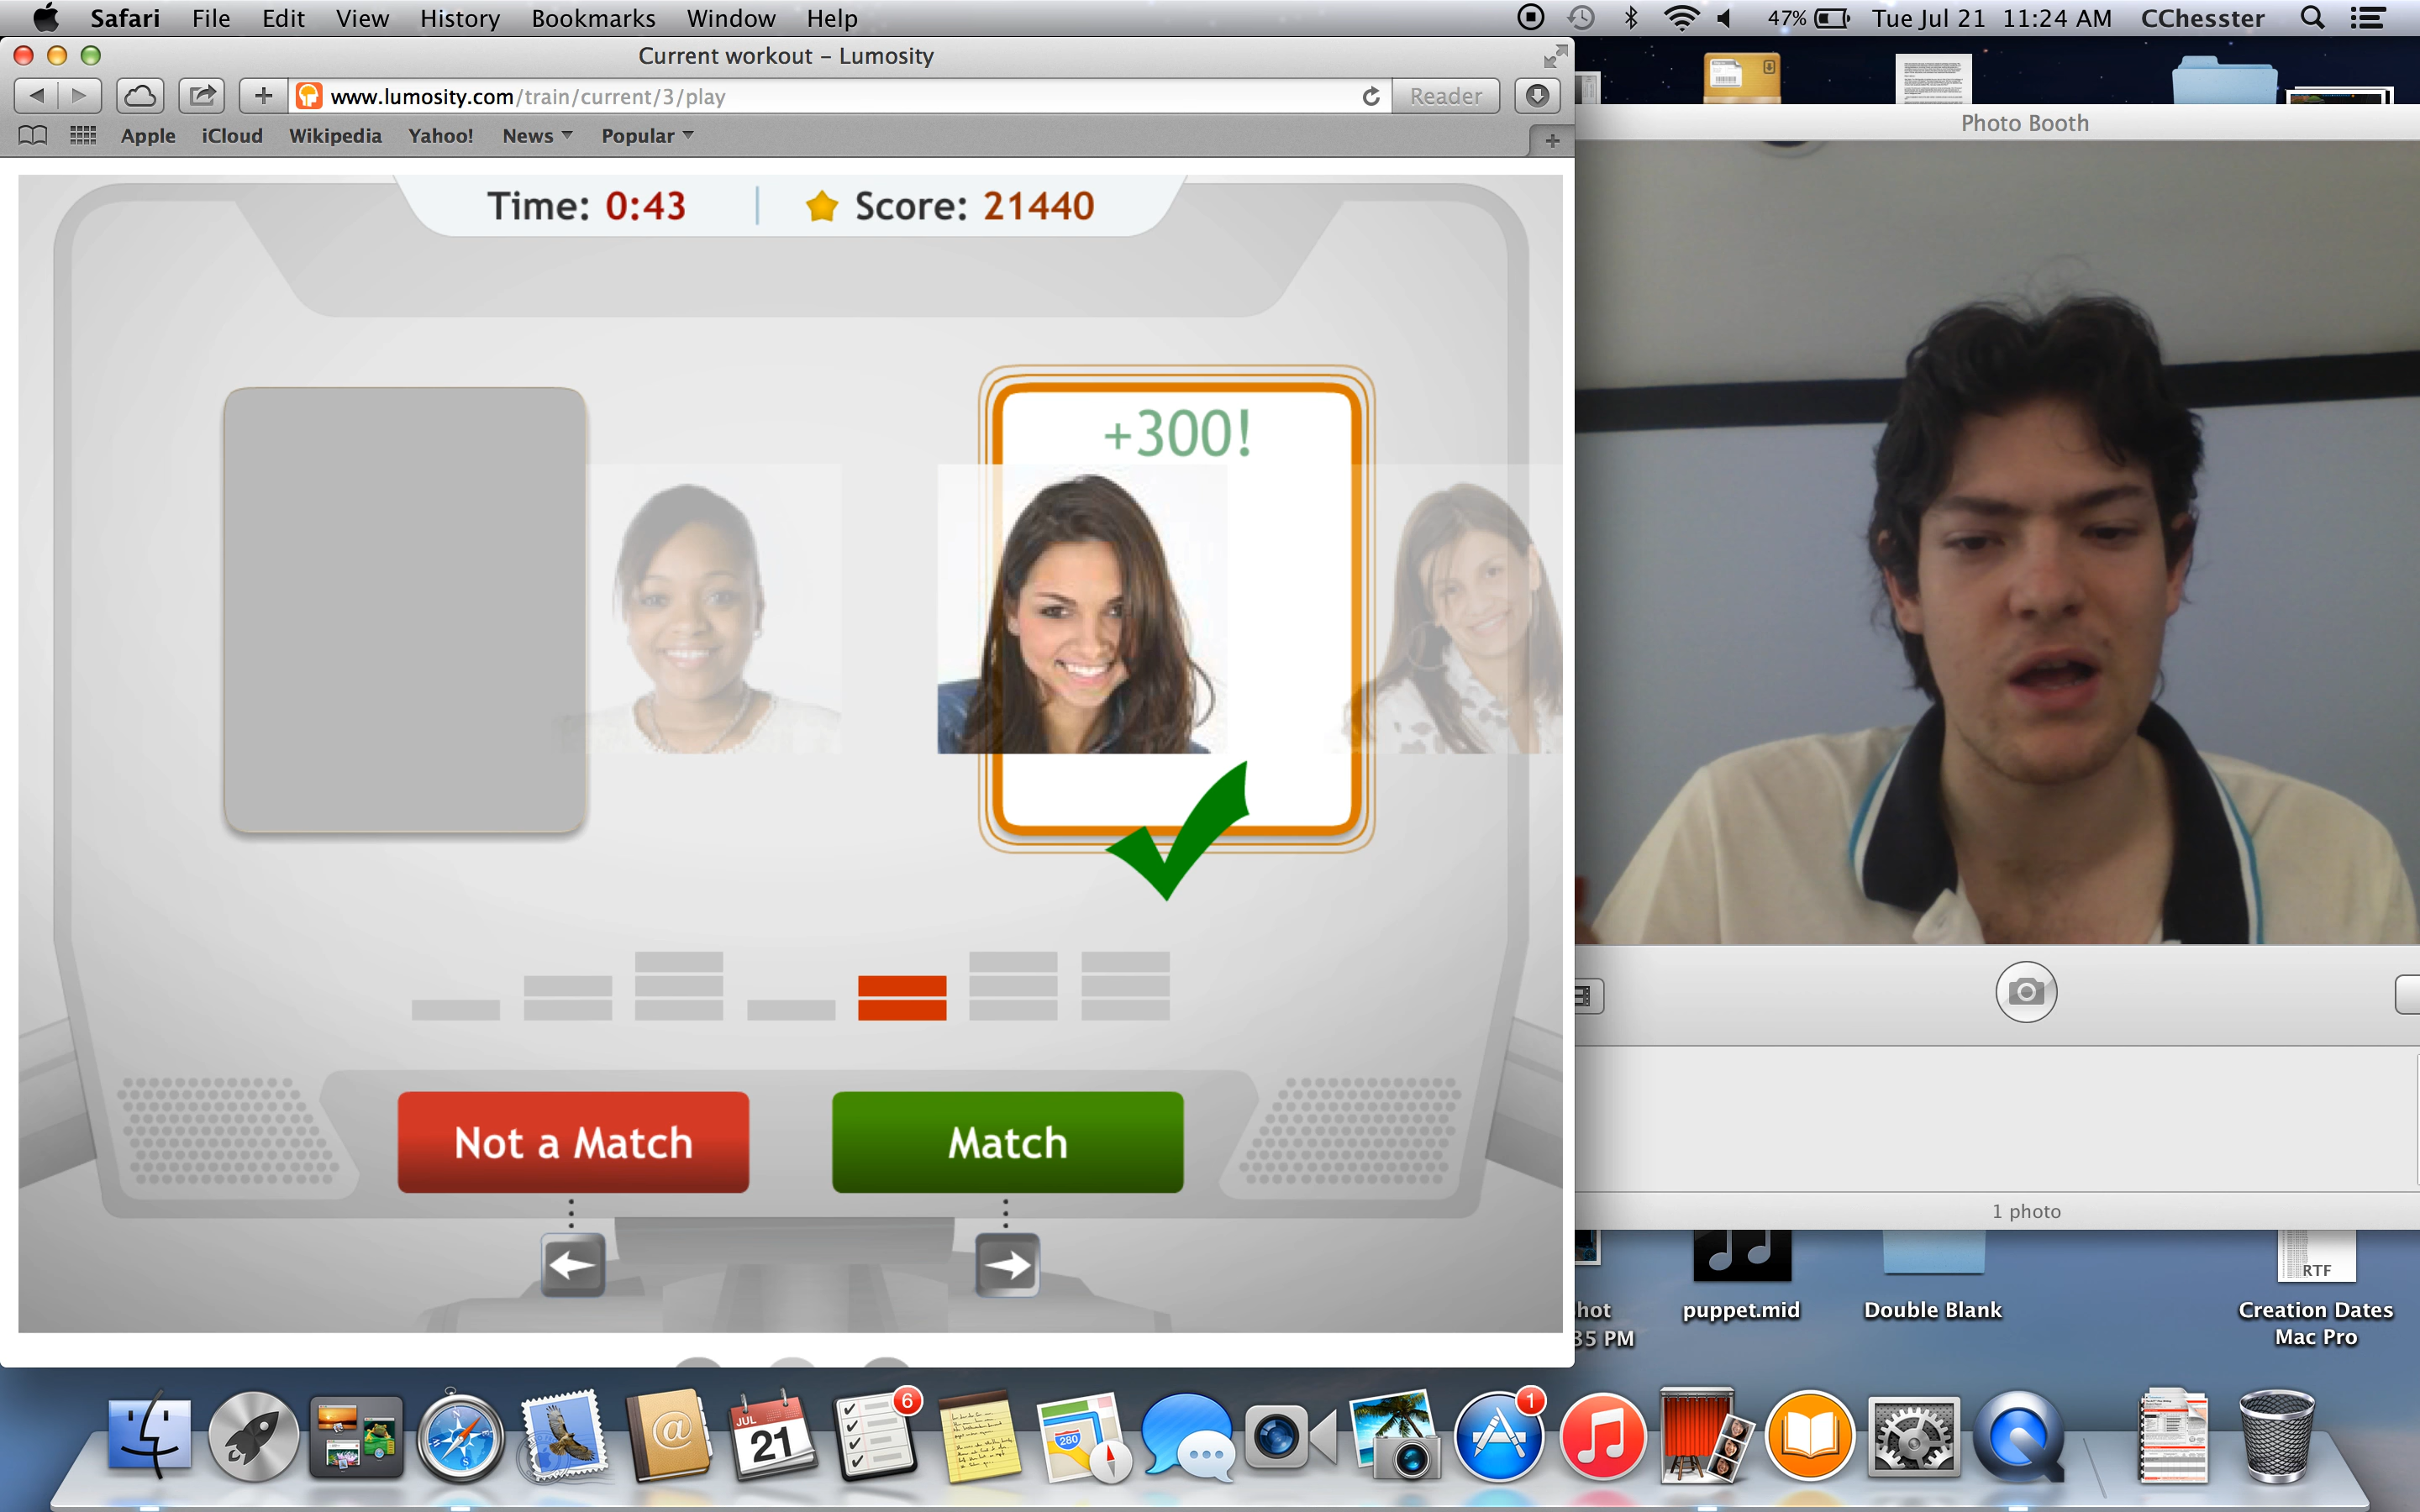 Safari File Edit View History Bookmarks Window Help 47% Tue Jul 21 11:24 AM CChesster
Current workout – Lumosity
www.lumosity.com/train/current/3/play Reader
Apple iCloud Wikipedia Yahoo! News Popular
Photo Booth
Time: 0:43 Score: 21440
+300!
Not a Match Match
1 photo
RTF
hot
35 PM
puppet.mid
Double Blank
Creation Dates
Mac Pro
6
1
JUL
21
280
@